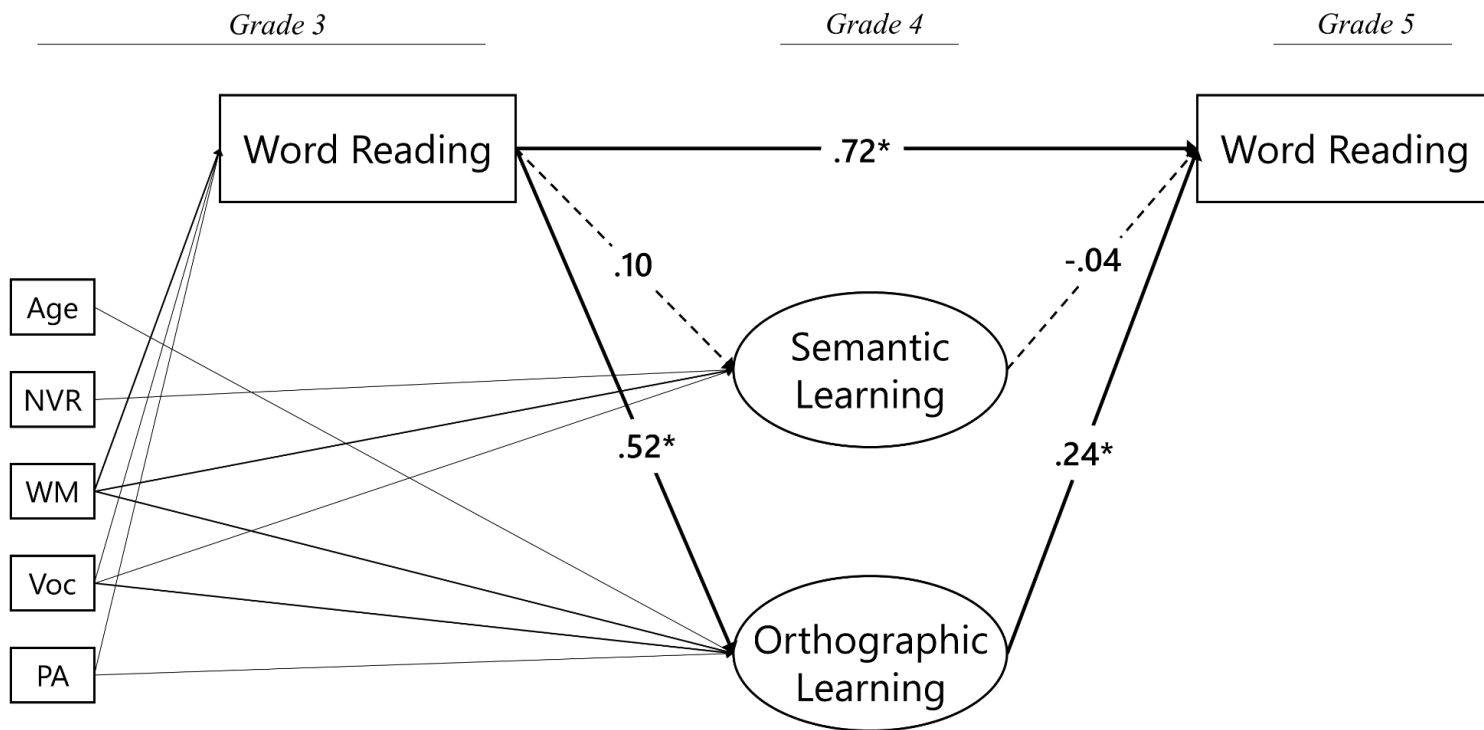 Grade 3
Grade 4
Grade 5
Word Reading
.72*
Word Reading
.10
-.04
Age
Semantic
Learning
NVR
.52*
.24*
WM
Voc
Orthographic
Learning
PA